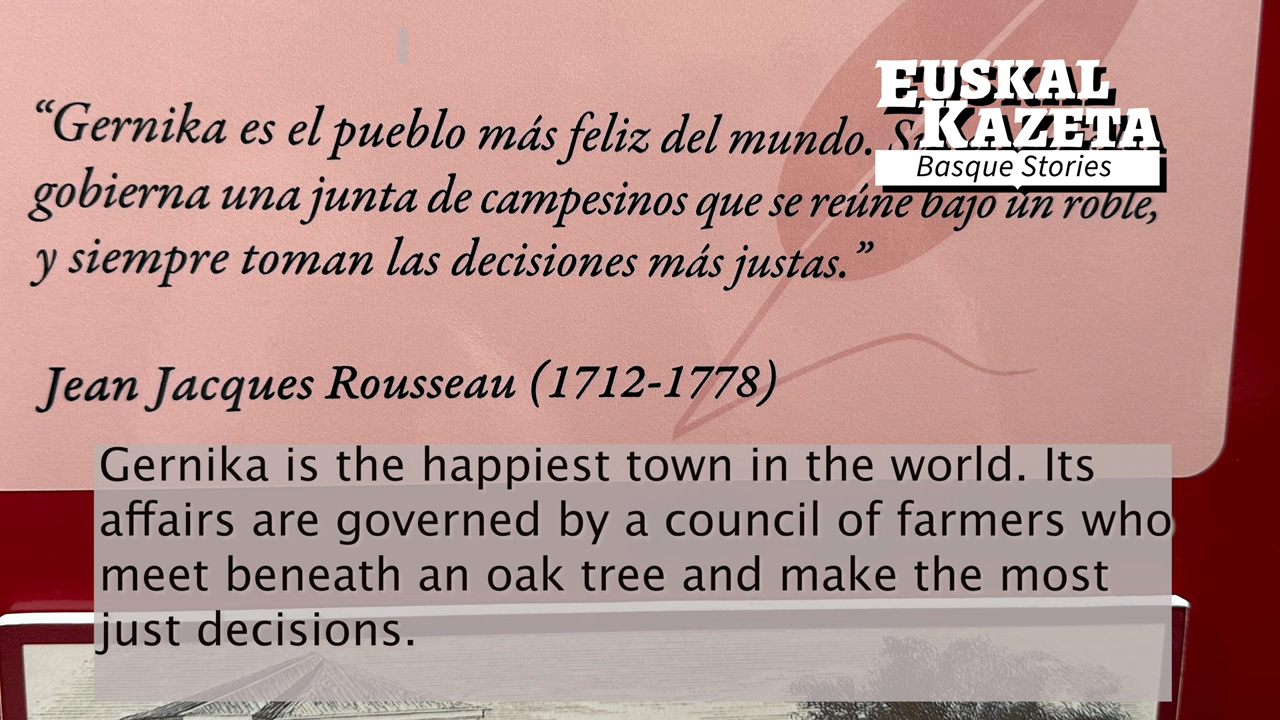 “Gernika es el pueblo más feliz del mundo.
EUSKAL
KAZETA
Basque Stories
gobierna una junta de campesinos que se reúne bajo un roble,
y siempre toman las decisiones más justas.”
Jean Jacques Rousseau (1712-1778)
Gernika is the happiest town in the world. Its
affairs are governed by a council of farmers who
meet beneath an oak tree and make the most
just decisions.